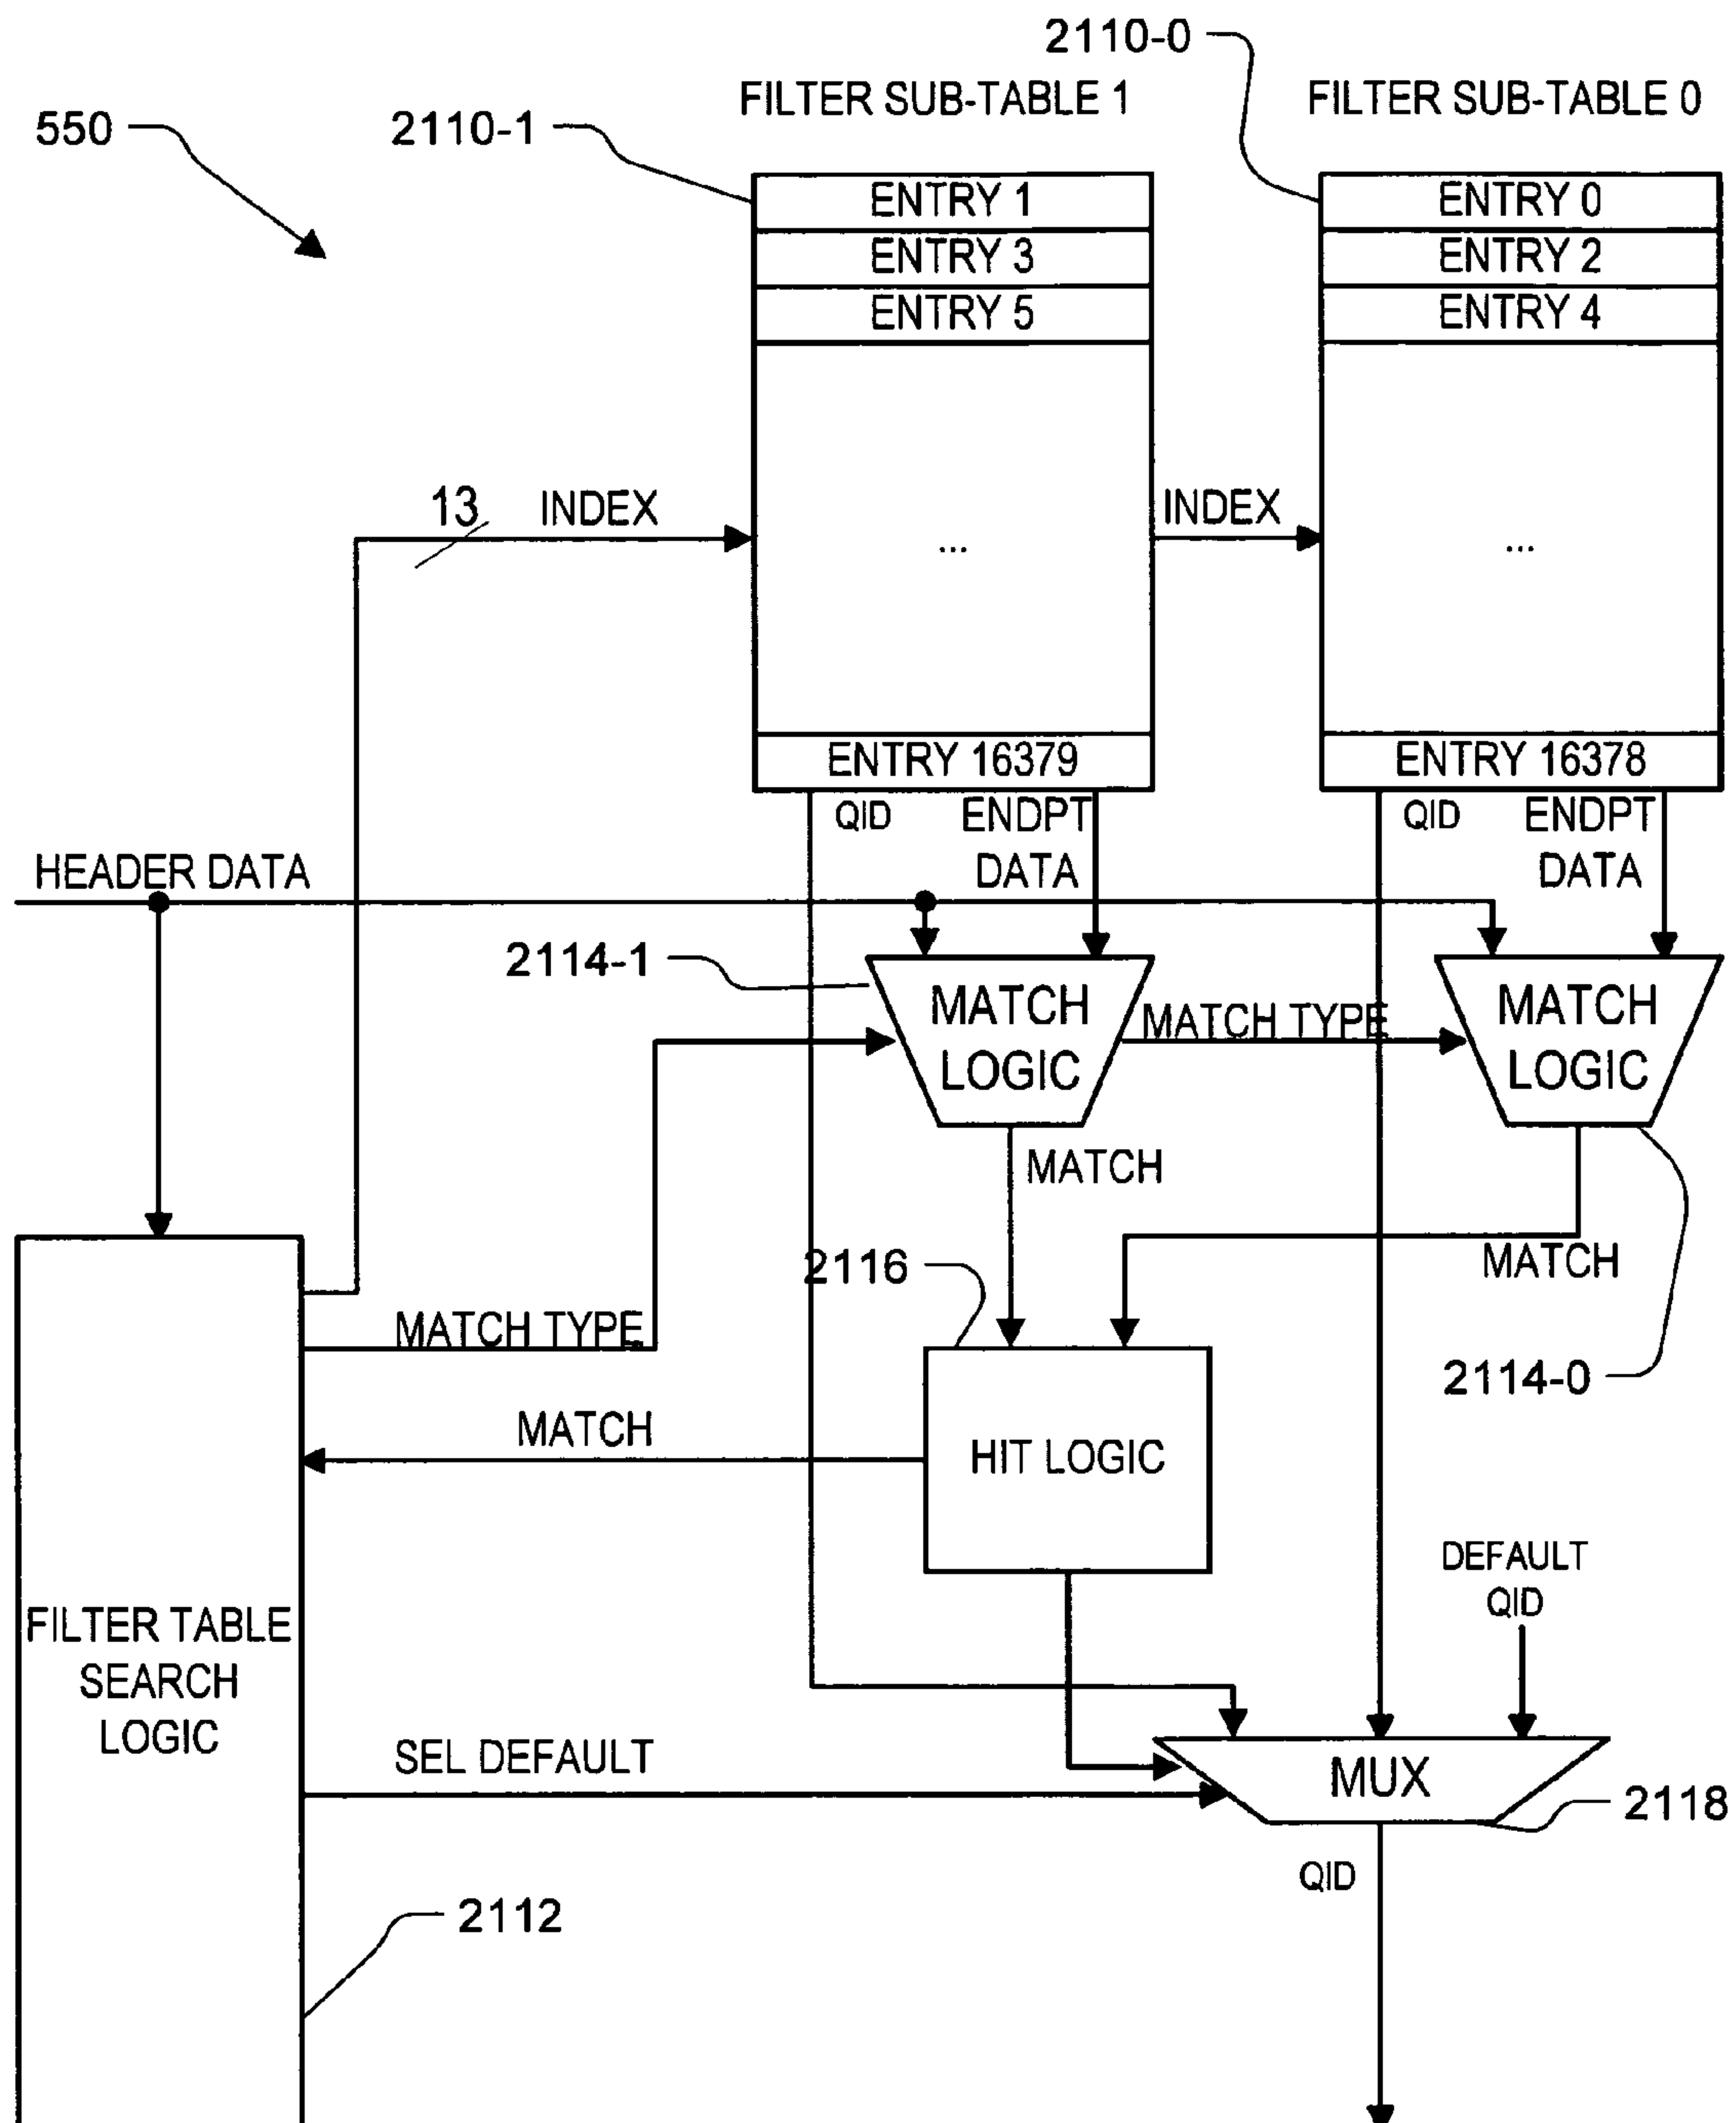 2110-0
FILTER SUB-TABLE 1
FILTER SUB-TABLE 0
550
2110-1
ENTRY 1
ENTRY 0
ENTRY 3
ENTRY 2
ENTRY 5
ENTRY 4
13
INDEX
INDEX
...
...
ENTRY 16379
ENTRY 16378
QID
ENDPT
DATA
QID
ENDPT
DATA
HEADER DATA
2114-1
MATCH
LOGIC
MATCH TYPE
MATCH
LOGIC
MATCH
2116
MATCH
MATCH TYPE
2114-0
MATCH
HIT LOGIC
DEFAULT
QID
FILTER TABLE
SEARCH
LOGIC
SEL DEFAULT
MUX
2118
QID
2112